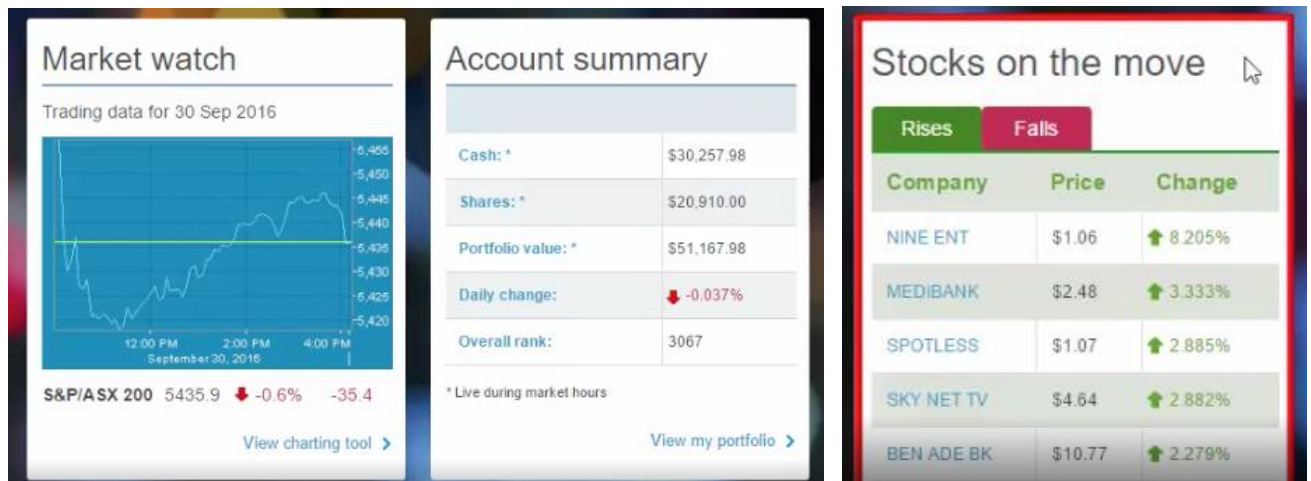 Market watch
Trading data for 30 Sep 2016
5,455
5,450
5,445
5,440
5,435
5,430
5,425
5,420
12:00 PM 2:00 PM 4:00 PM
September 30, 2016
S&P/ASX 200 5435.9 -0.6% -35.4
View charting tool
Account summary
Cash: * $30,257.98
Shares: * $20,910.00
Portfolio value: * $51,167.98
Daily change: -0.037%
Overall rank: 3067
* Live during market hours
View my portfolio
Stocks on the move
Rises Falls
Company Price Change
NINE ENT $1.06 8.205%
MEDIBANK $2.48 3.333%
SPOTLESS $1.07 2.885%
SKY NET TV $4.64 2.882%
BEN ADE BK $10.77 2.279%